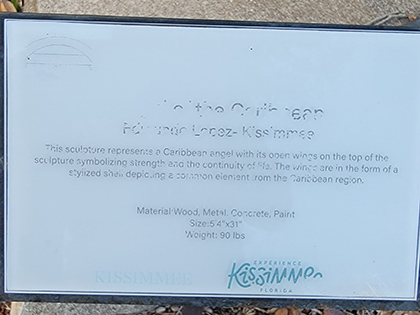 the Caribbean
Lopez- Kissimmee
This sculpture represents a Caribbean angel with its open wings on the top of the
sculpture symbolizing strength and the continuity of life. The wings are in the form of a
stylized shell depicting a common element from the Caribbean region.
Material:Wood, Metal, Concrete, Paint
Size:5'4"x31"
Weight: 90 lbs
KISSIMMEE
EXPERIENCE
Kissimmee
FLORIDA